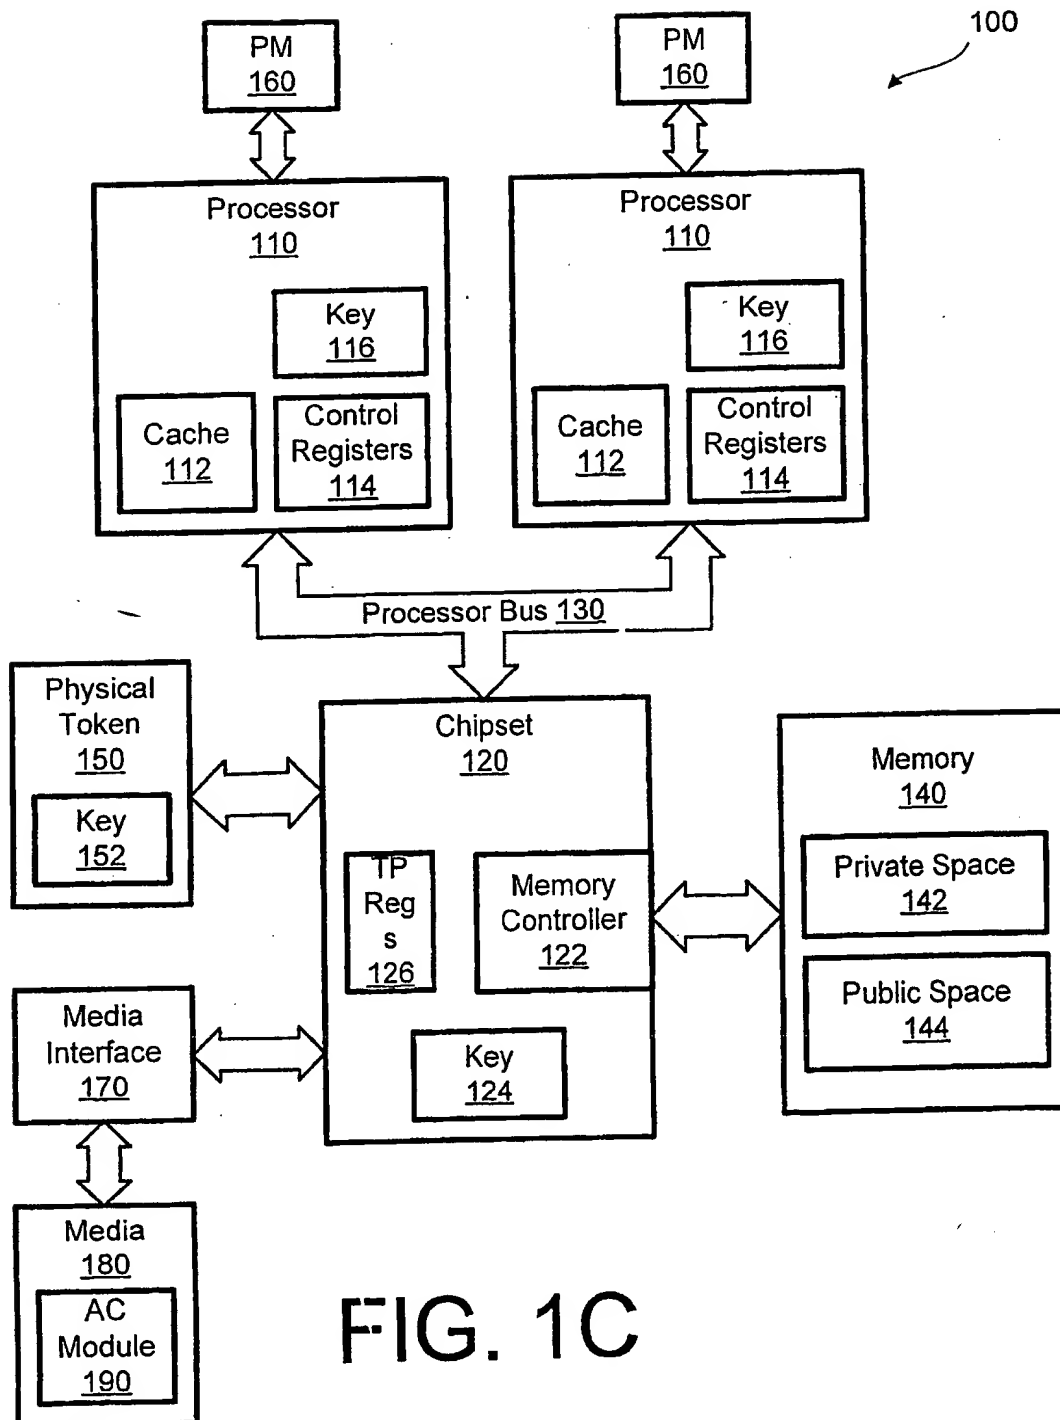 100
PM
160
PM
160
Processor
110
Key
116
Cache
112
Control
Registers
114
Processor
110
Key
116
Cache
112
Control
Registers
114
Processor Bus 130
Physical
Token
150
Key
152
Chipset
120
TP
Reg
s
126
Memory
Controller
122
Key
124
Memory
140
Private Space
142
Public Space
144
Media
Interface
170
Media
180
AC
Module
190
FIG. 1C